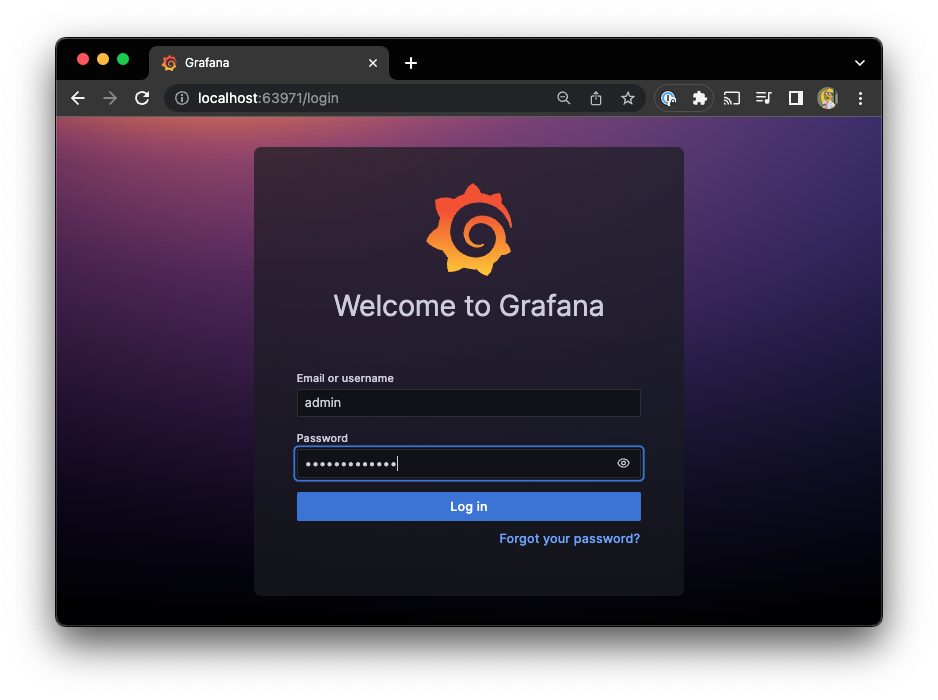 Grafana
localhost:63971/login
Welcome to Grafana
Email or username
admin
Password
•••••••••••••
Log in
Forgot your password?